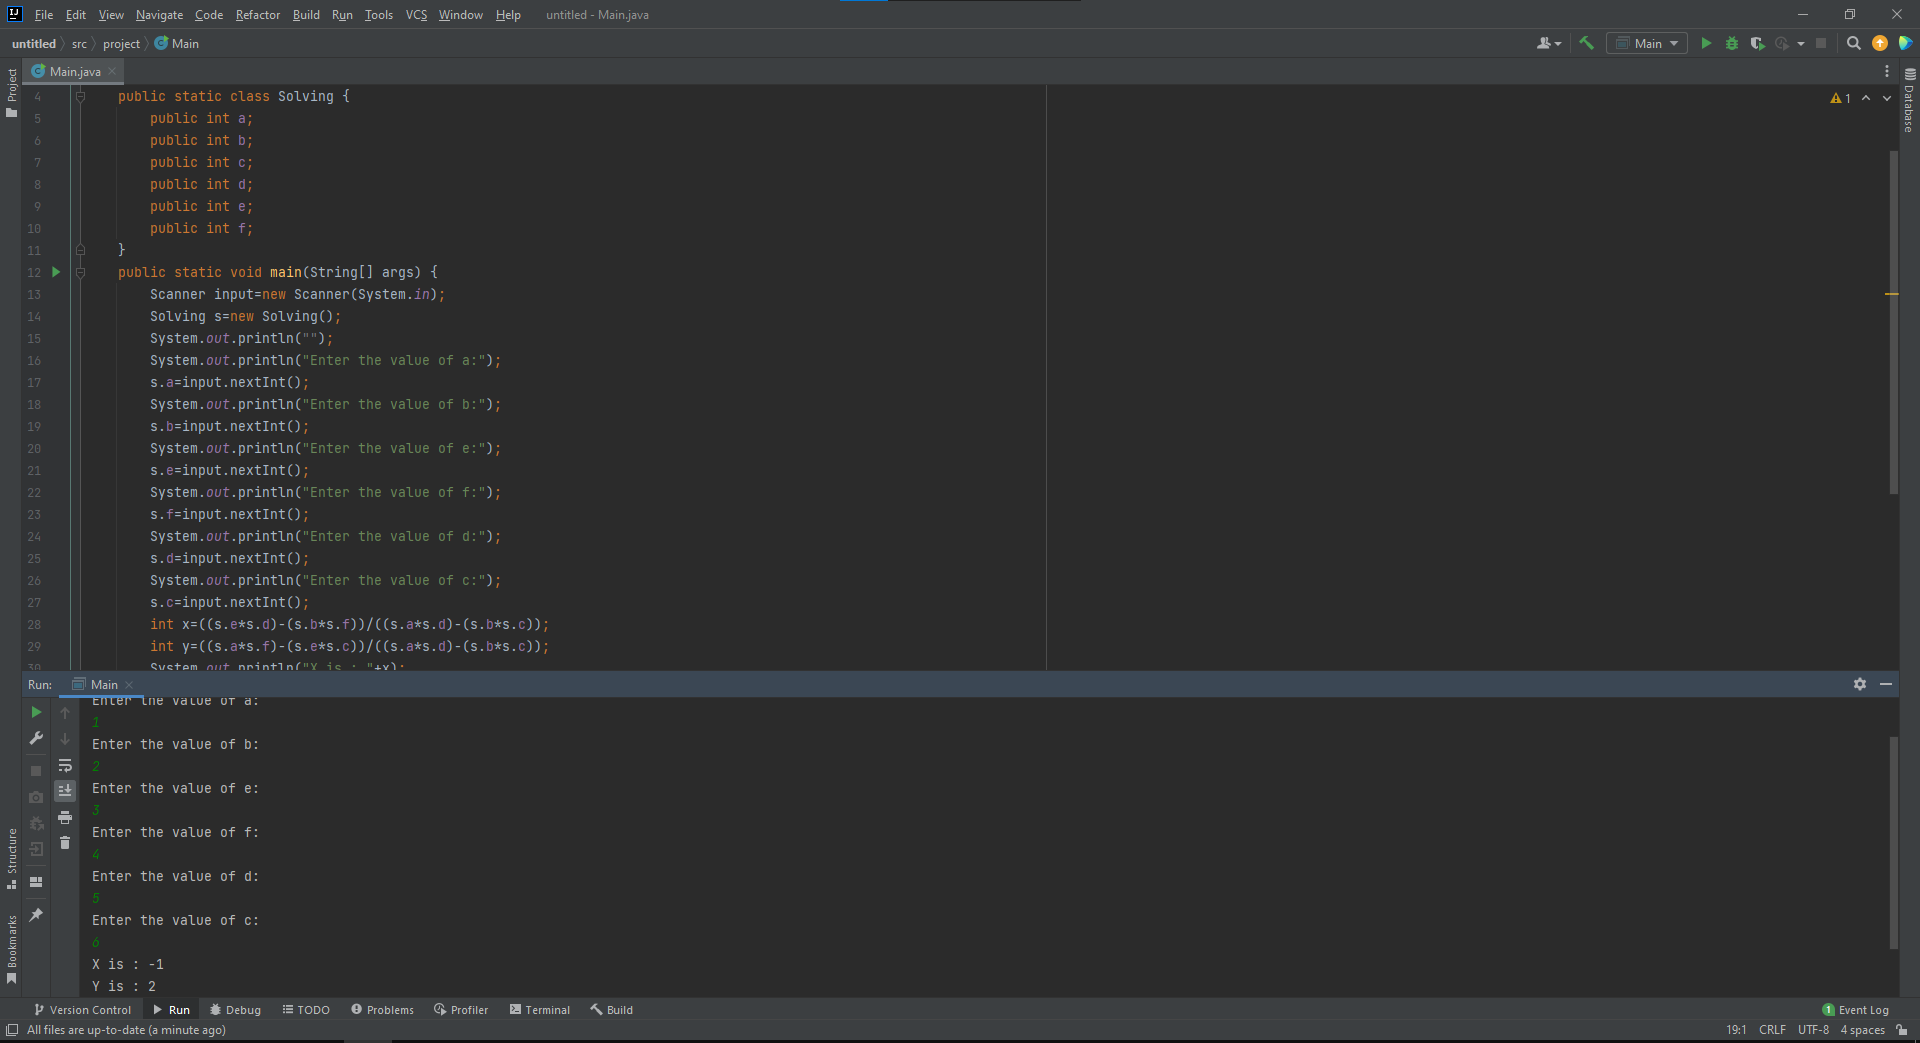 File Edit View Navigate Code Refactor Build Run Tools VCS Window Help untitled - Main.java
untitled src project Main
Main
Main.java
Project
Database
1
4 public static class Solving {
5 public int a;
6 public int b;
7 public int c;
8 public int d;
9 public int e;
10 public int f;
11 }
12 public static void main(String[] args) {
13 Scanner input=new Scanner(System.in);
14 Solving s=new Solving();
15 System.out.println("");
16 System.out.println("Enter the value of a:");
17 s.a=input.nextInt();
18 System.out.println("Enter the value of b:");
19 s.b=input.nextInt();
20 System.out.println("Enter the value of e:");
21 s.e=input.nextInt();
22 System.out.println("Enter the value of f:");
23 s.f=input.nextInt();
24 System.out.println("Enter the value of d:");
25 s.d=input.nextInt();
26 System.out.println("Enter the value of c:");
27 s.c=input.nextInt();
28 int x=((s.e*s.d)-(s.b*s.f))/((s.a*s.d)-(s.b*s.c));
29 int y=((s.a*s.f)-(s.e*s.c))/((s.a*s.d)-(s.b*s.c));
30 System.out.println("X is : "+x);
Run: Main
Enter the value of a:
1
Enter the value of b:
2
Enter the value of e:
3
Enter the value of f:
4
Enter the value of d:
5
Enter the value of c:
6
X is : -1
Y is : 2
Structure
Bookmarks
Version Control Run Debug TODO Problems Profiler Terminal Build 1 Event Log
All files are up-to-date (a minute ago) 19:1 CRLF UTF-8 4 spaces